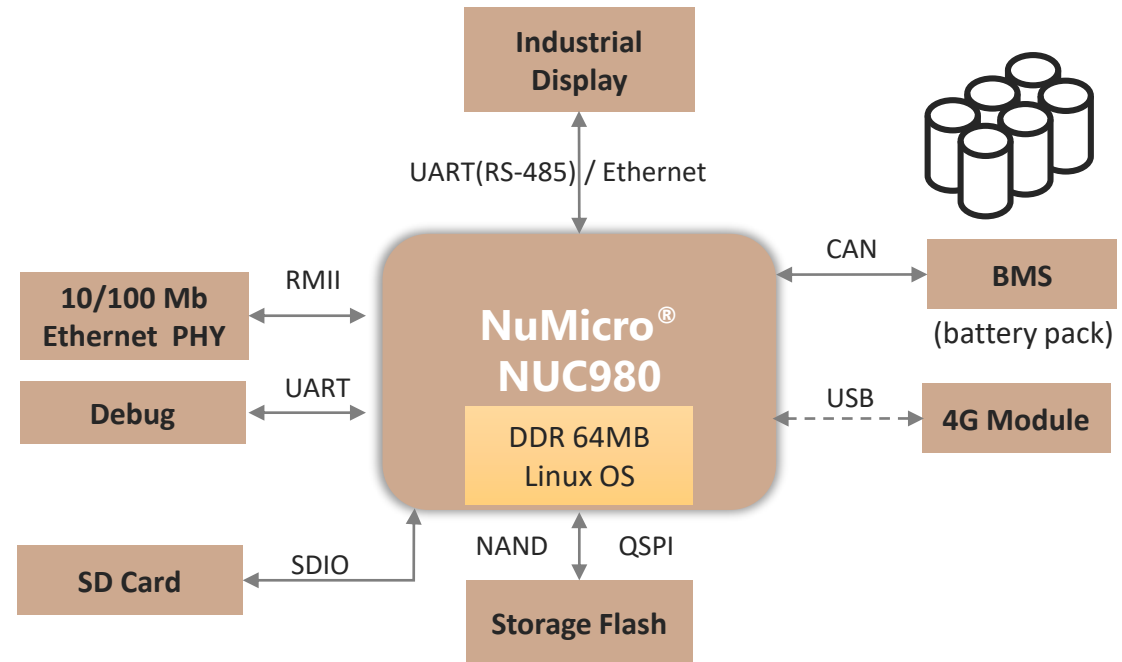 Industrial
Display
UART(RS-485) / Ethernet
CAN
BMS
(battery pack)
RMII
10/100 Mb
Ethernet PHY
NuMicro®
NUC980
UART
Debug
USB
4G Module
DDR 64MB
Linux OS
NAND
QSPI
SDIO
SD Card
Storage Flash